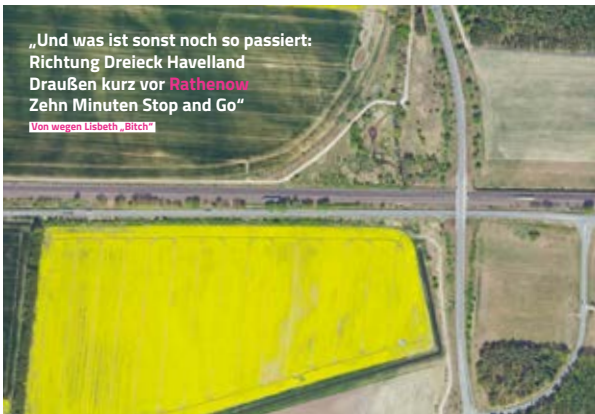 „Und was ist sonst noch so passiert:
Richtung Dreieck Havelland
Draußen kurz vor Rathenow
Zehn Minuten Stop and Go“
Von wegen Lisbeth „Bitch“